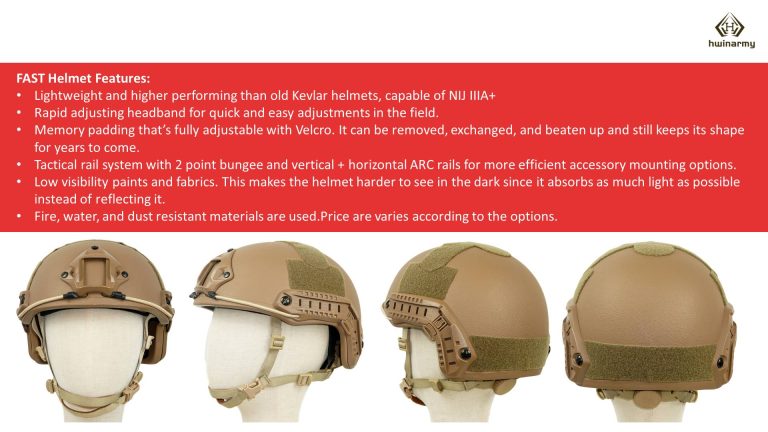 hwinarmy
FAST Helmet Features:
• Lightweight and higher performing than old Kevlar helmets, capable of NIJ IIIA+
• Rapid adjusting headband for quick and easy adjustments in the field.
• Memory padding that's fully adjustable with Velcro. It can be removed, exchanged, and beaten up and still keeps its shape
for years to come.
• Tactical rail system with 2 point bungee and vertical + horizontal ARC rails for more efficient accessory mounting options.
• Low visibility paints and fabrics. This makes the helmet harder to see in the dark since it absorbs as much light as possible
instead of reflecting it.
• Fire, water, and dust resistant materials are used.Price are varies according to the options.